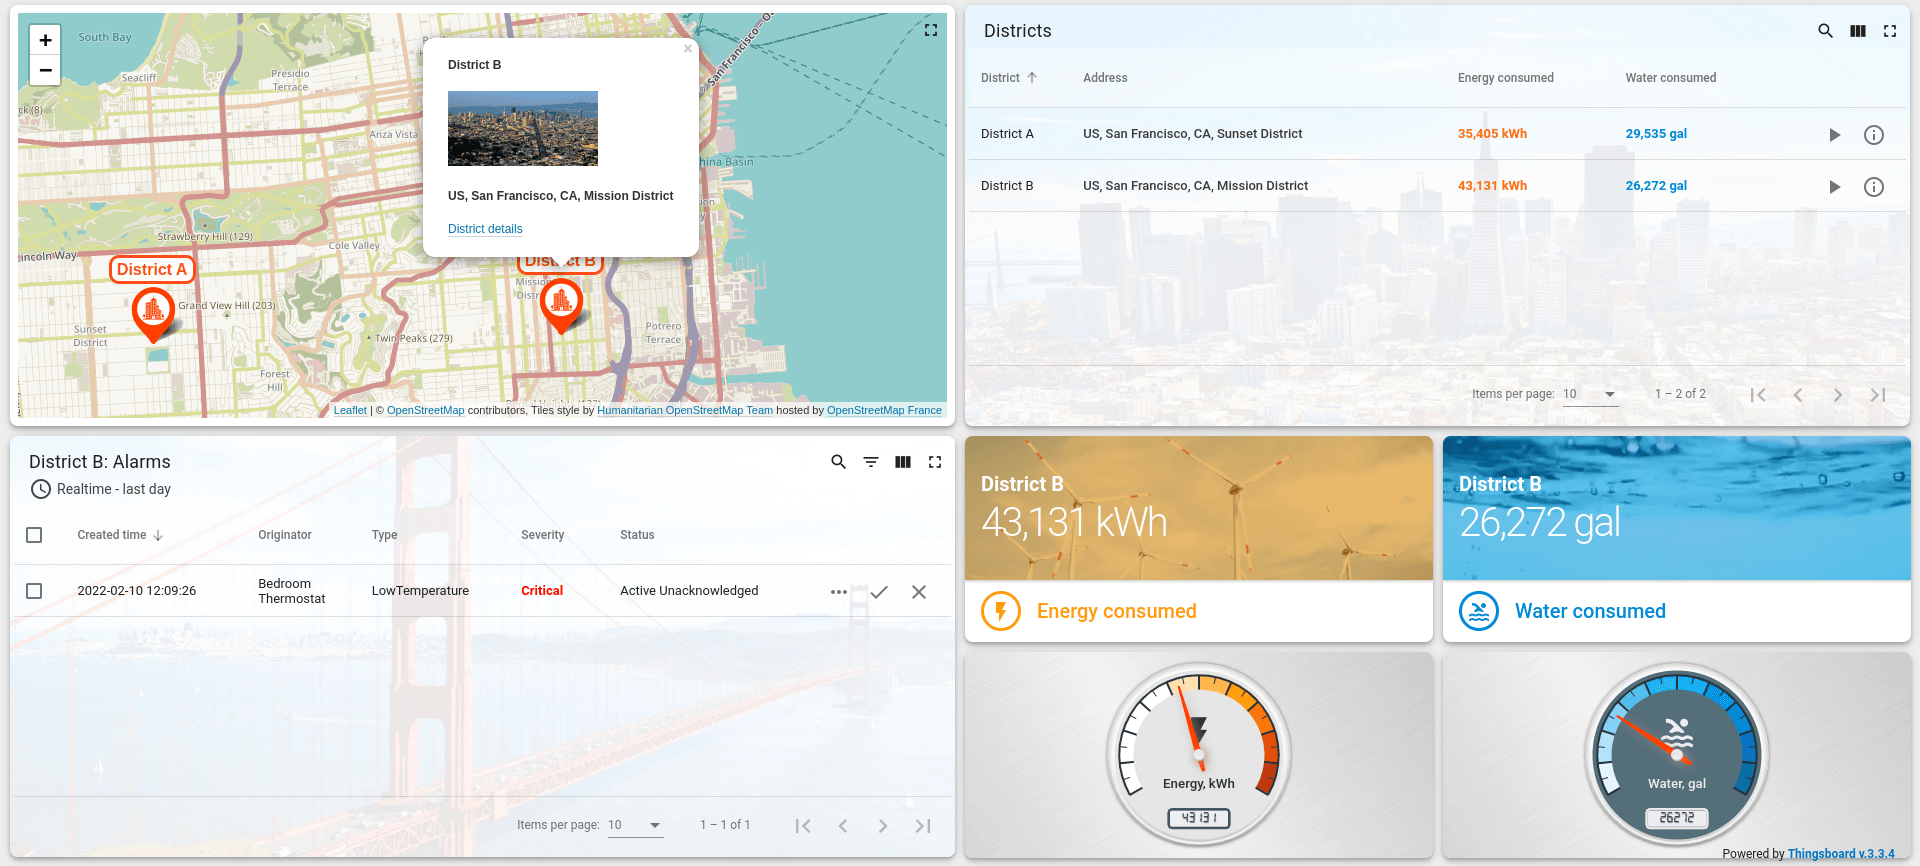 +
−
South Bay
Seacliff
Presidio
Terrace
Anza Vista
Strawberry Hill (129)
Cole Valley
incoln Way
Grand View Hill (203)
Sunset
District
Twin Peaks (279)
Forest
Hill
Potrero
Terrace
hina Basin
San Francisco
District A
×
District B
US, San Francisco, CA, Mission District
District details
Leaflet | © OpenStreetMap contributors, Tiles style by Humanitarian OpenStreetMap Team hosted by OpenStreetMap France
Districts
District Address Energy consumed Water consumed
District A US, San Francisco, CA, Sunset District 35,405 kWh 29,535 gal
District B US, San Francisco, CA, Mission District 43,131 kWh 26,272 gal
Items per page: 10 1 – 2 of 2
District B: Alarms
Realtime - last day
Created time Originator Type Severity Status
2022-02-10 12:09:26 Bedroom Thermostat LowTemperature Critical Active Unacknowledged
Items per page: 10 1 – 1 of 1
District B
43,131 kWh
Energy consumed
District B
26,272 gal
Water consumed
Energy, kWh
43131
Water, gal
26272
Powered by Thingsboard v.3.3.4